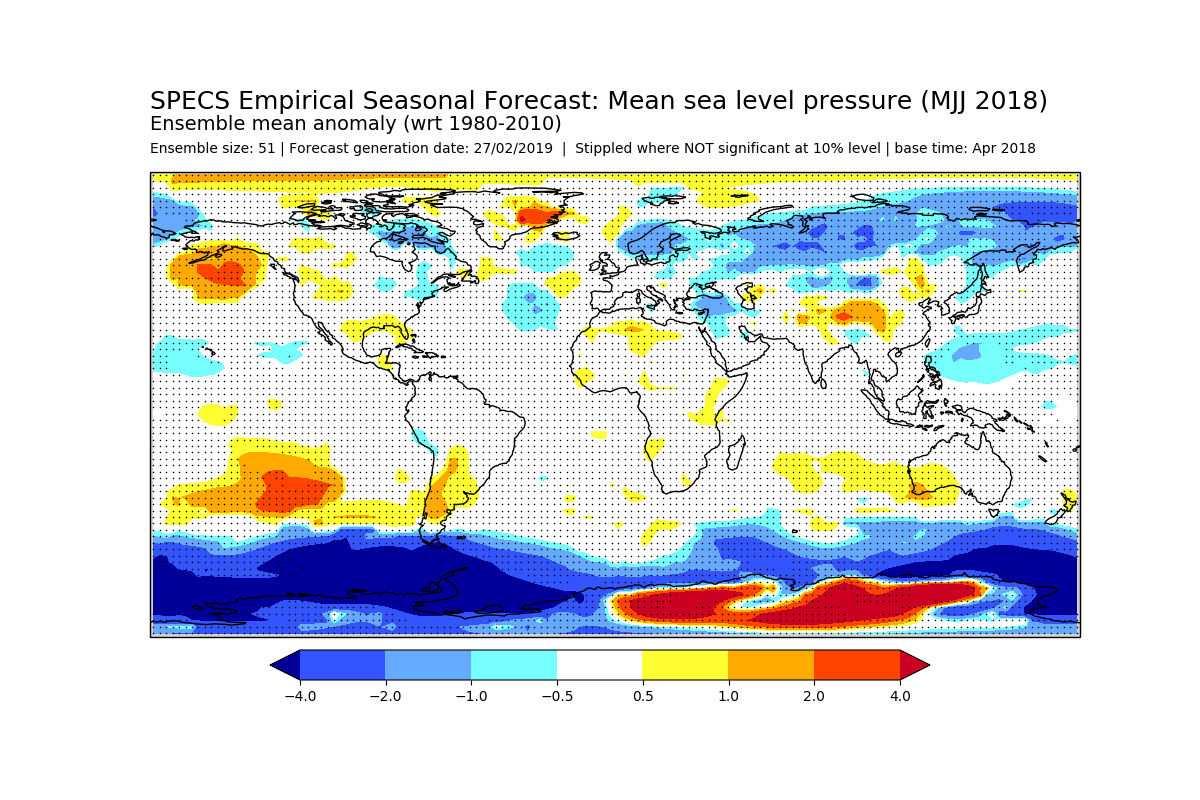 SPECS Empirical Seasonal Forecast: Mean sea level pressure (MJJ 2018)
Ensemble mean anomaly (wrt 1980-2010)
Ensemble size: 51 | Forecast generation date: 27/02/2019 | Stippled where NOT significant at 10% level | base time: Apr 2018
−4.0 −2.0 −1.0 −0.5 0.5 1.0 2.0 4.0